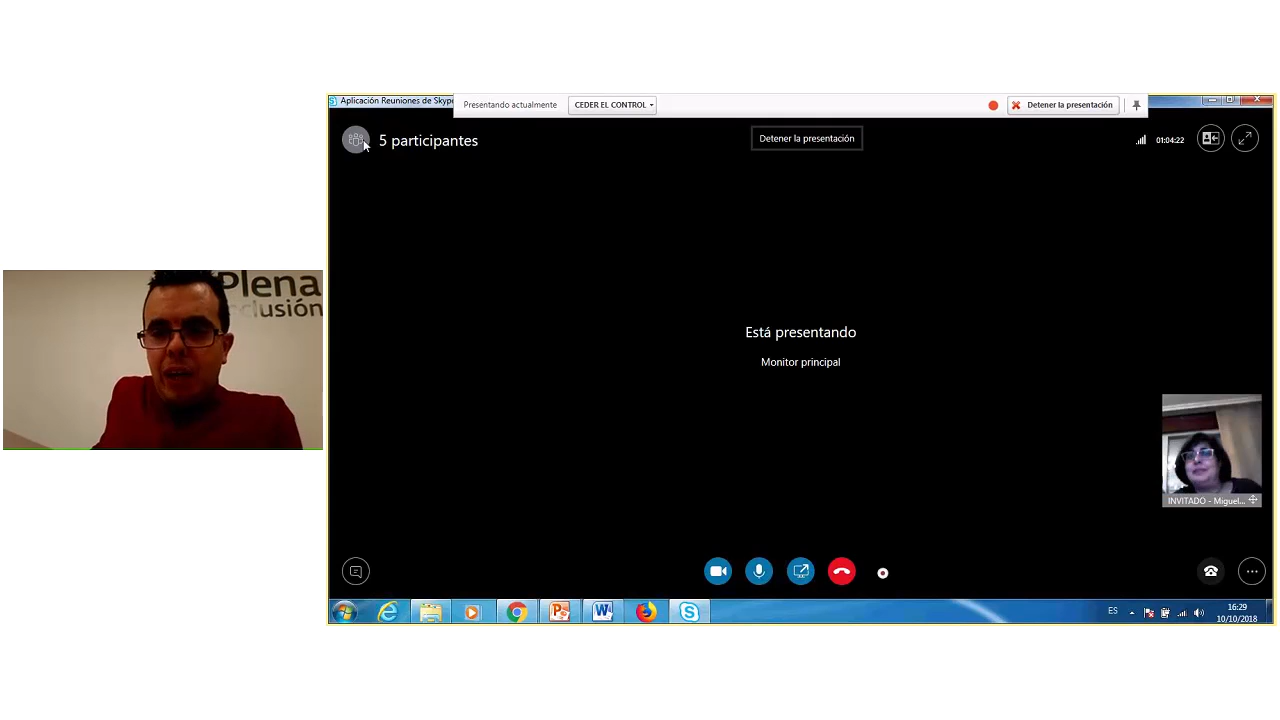 Aplicación Reuniones de Skype
Presentando actualmente
CEDER EL CONTROL
Detener la presentación
5 participantes
Detener la presentación
01:04:22
Plena
inclusión
Está presentando
Monitor principal
INVITADO - Miguel...
ES
16:29
10/10/2018